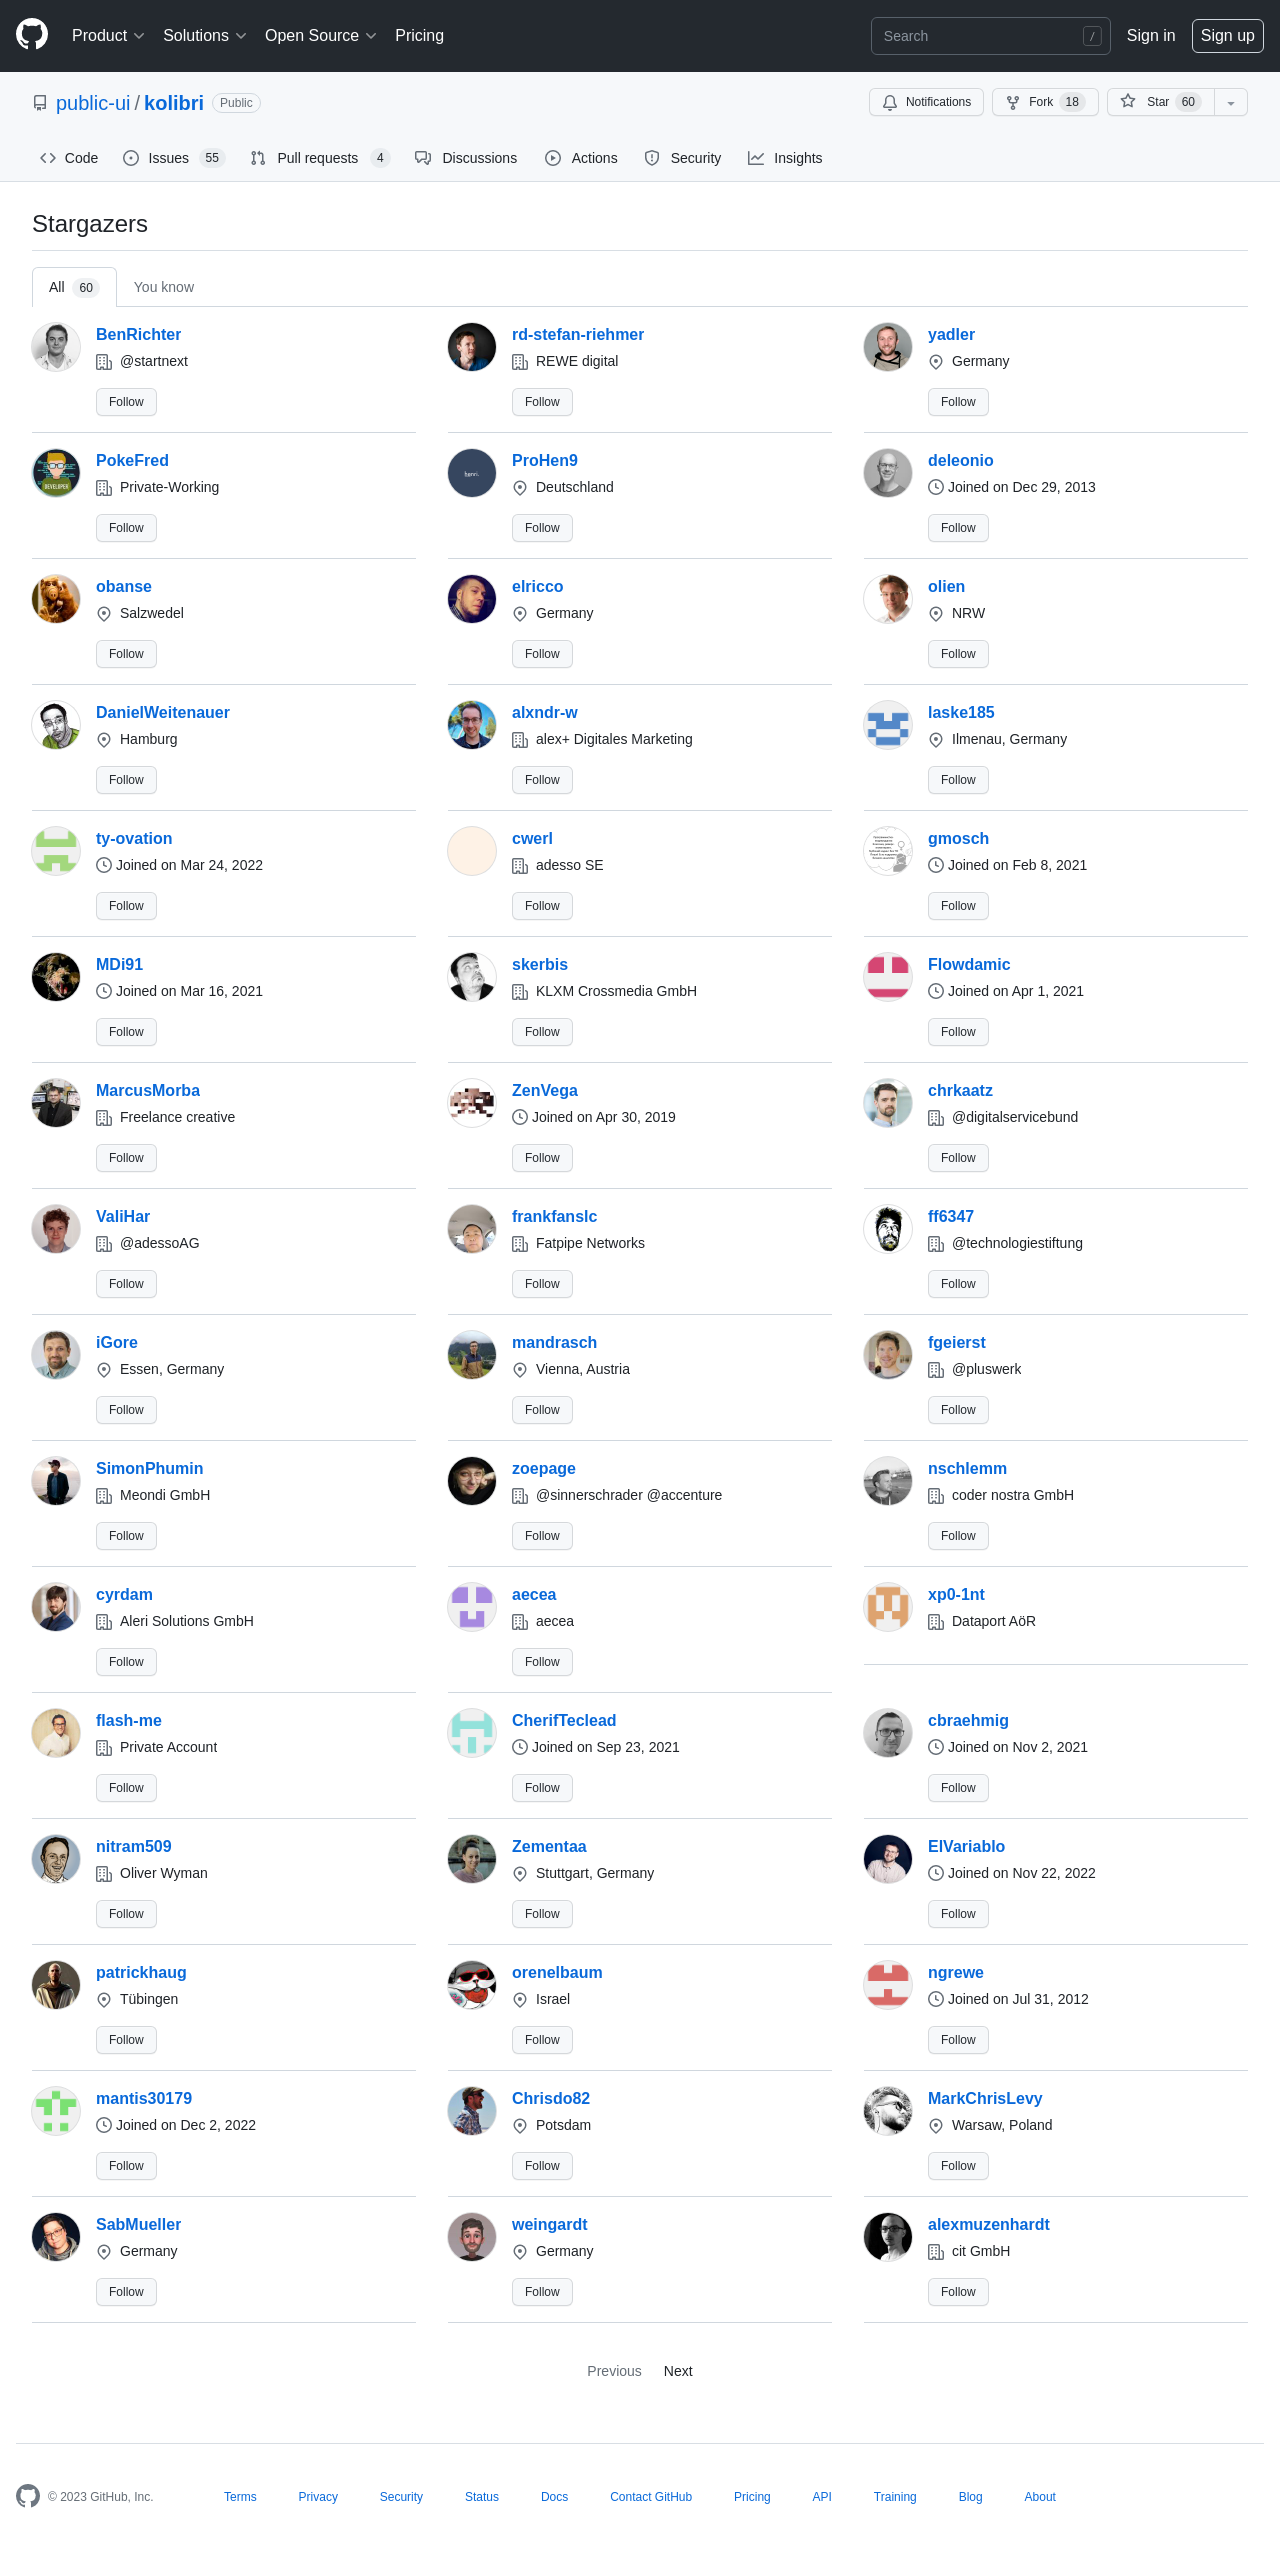 Product Solutions Open Source Pricing Search / Sign in Sign up
public-ui / kolibri Public Notifications Fork 18 Star 60
Code Issues 55 Pull requests 4 Discussions Actions Security Insights
Stargazers
All 60 You know
BenRichter
@startnext
Follow
rd-stefan-riehmer
REWE digital
Follow
yadler
Germany
Follow
PokeFred
Private-Working
Follow
ProHen9
Deutschland
Follow
deleonio
Joined on Dec 29, 2013
Follow
obanse
Salzwedel
Follow
elricco
Germany
Follow
olien
NRW
Follow
DanielWeitenauer
Hamburg
Follow
alxndr-w
alex+ Digitales Marketing
Follow
laske185
Ilmenau, Germany
Follow
ty-ovation
Joined on Mar 24, 2022
Follow
cwerl
adesso SE
Follow
gmosch
Joined on Feb 8, 2021
Follow
MDi91
Joined on Mar 16, 2021
Follow
skerbis
KLXM Crossmedia GmbH
Follow
Flowdamic
Joined on Apr 1, 2021
Follow
MarcusMorba
Freelance creative
Follow
ZenVega
Joined on Apr 30, 2019
Follow
chrkaatz
@digitalservicebund
Follow
ValiHar
@adessoAG
Follow
frankfanslc
Fatpipe Networks
Follow
ff6347
@technologiestiftung
Follow
iGore
Essen, Germany
Follow
mandrasch
Vienna, Austria
Follow
fgeierst
@pluswerk
Follow
SimonPhumin
Meondi GmbH
Follow
zoepage
@sinnerschrader @accenture
Follow
nschlemm
coder nostra GmbH
Follow
cyrdam
Aleri Solutions GmbH
Follow
aecea
aecea
Follow
xp0-1nt
Dataport AöR
flash-me
Private Account
Follow
CherifTeclead
Joined on Sep 23, 2021
Follow
cbraehmig
Joined on Nov 2, 2021
Follow
nitram509
Oliver Wyman
Follow
Zementaa
Stuttgart, Germany
Follow
ElVariablo
Joined on Nov 22, 2022
Follow
patrickhaug
Tübingen
Follow
orenelbaum
Israel
Follow
ngrewe
Joined on Jul 31, 2012
Follow
mantis30179
Joined on Dec 2, 2022
Follow
Chrisdo82
Potsdam
Follow
MarkChrisLevy
Warsaw, Poland
Follow
SabMueller
Germany
Follow
weingardt
Germany
Follow
alexmuzenhardt
cit GmbH
Follow
Previous Next
© 2023 GitHub, Inc. Terms Privacy Security Status Docs Contact GitHub Pricing API Training Blog About